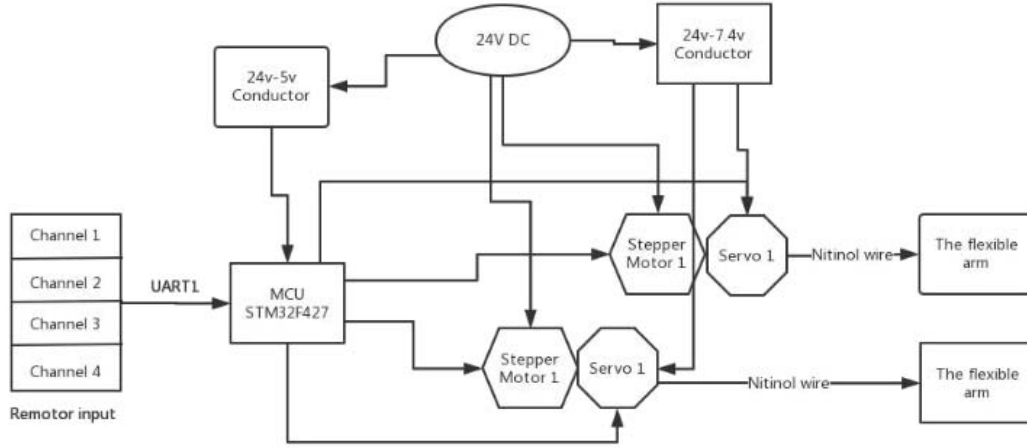 24V DC
24v-7.4v
Conductor
24v-5v
Conductor
Channel 1
Channel 2
Channel 3
Channel 4
Remotor input
UART1
MCU
STM32F427
Stepper
Motor 1
Servo 1
Nitinol wire
The flexible
arm
Stepper
Motor 1
Servo 1
Nitinol wire
The flexible
arm